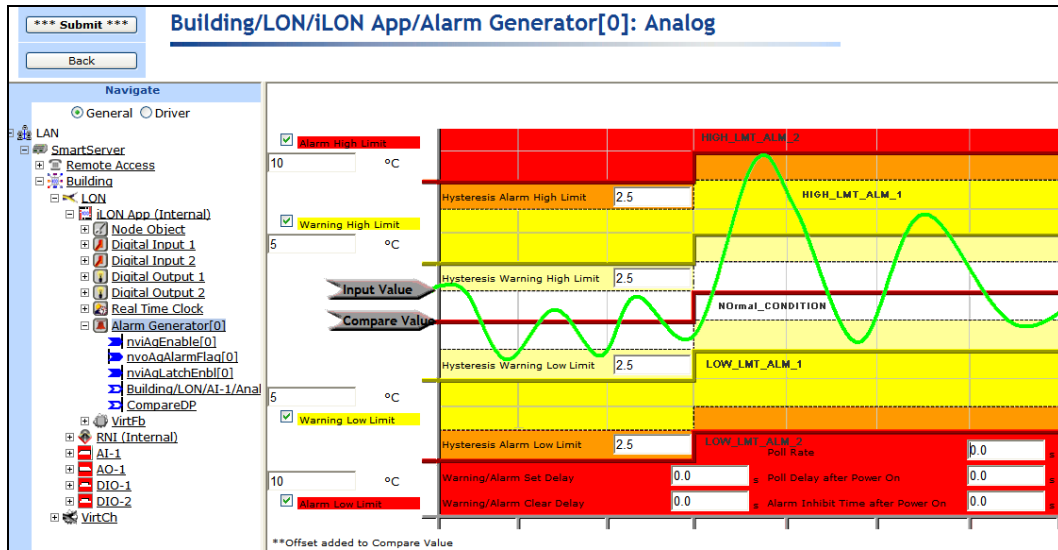 *** Submit ***
Building/LON/iLON App/Alarm Generator[0]: Analog
Back
Navigate
General Driver
LAN
SmartServer
Remote Access
Building
LON
iLON App (Internal)
Node Object
Digital Input 1
Digital Input 2
Digital Output 1
Digital Output 2
Real Time Clock
Alarm Generator[0]
nviAgEnable[0]
nvoAgAlarmFlag[0]
nviAgLatchEnbl[0]
Building/LON/AI-1/Anal
CompareDP
VirtFb
RNI (Internal)
AI-1
AO-1
DIO-1
DIO-2
VirtCh
Alarm High Limit
10 °C
HIGH_LMT_ALM_2
Hysteresis Alarm High Limit 2.5
HIGH_LMT_ALM_1
Warning High Limit
5 °C
Hysteresis Warning High Limit 2.5
Input Value
Compare Value
NOrmal_CONDITION
Hysteresis Warning Low Limit 2.5
LOW_LMT_ALM_1
5 °C
Warning Low Limit
Hysteresis Alarm Low Limit 2.5
LOW_LMT_ALM_2
Poll Rate 0.0 s
10 °C
Warning/Alarm Set Delay 0.0 s
Poll Delay after Power On 0.0 s
Alarm Low Limit
Warning/Alarm Clear Delay 0.0 s
Alarm Inhibit Time after Power On 0.0 s
**Offset added to Compare Value